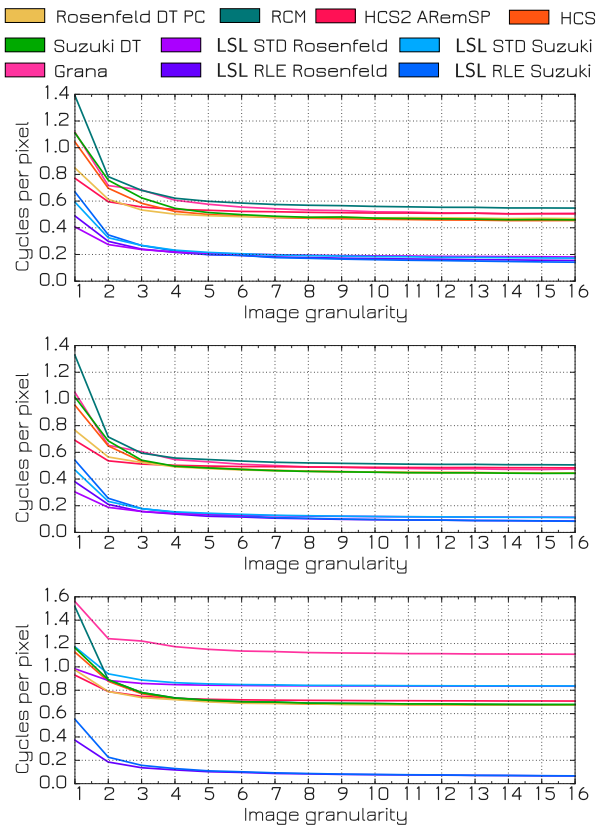 Rosenfeld DT PC RCM HCS2 ARemSP HCS
Suzuki DT LSL STD Rosenfeld LSL STD Suzuki
Grana LSL RLE Rosenfeld LSL RLE Suzuki
Cycles per pixel
1.4
1.2
1.0
0.8
0.6
0.4
0.2
0.0
1 2 3 4 5 6 7 8 9 10 11 12 13 14 15 16
Image granularity
Cycles per pixel
1.4
1.2
1.0
0.8
0.6
0.4
0.2
0.0
1 2 3 4 5 6 7 8 9 10 11 12 13 14 15 16
Image granularity
Cycles per pixel
1.6
1.4
1.2
1.0
0.8
0.6
0.4
0.2
0.0
1 2 3 4 5 6 7 8 9 10 11 12 13 14 15 16
Image granularity